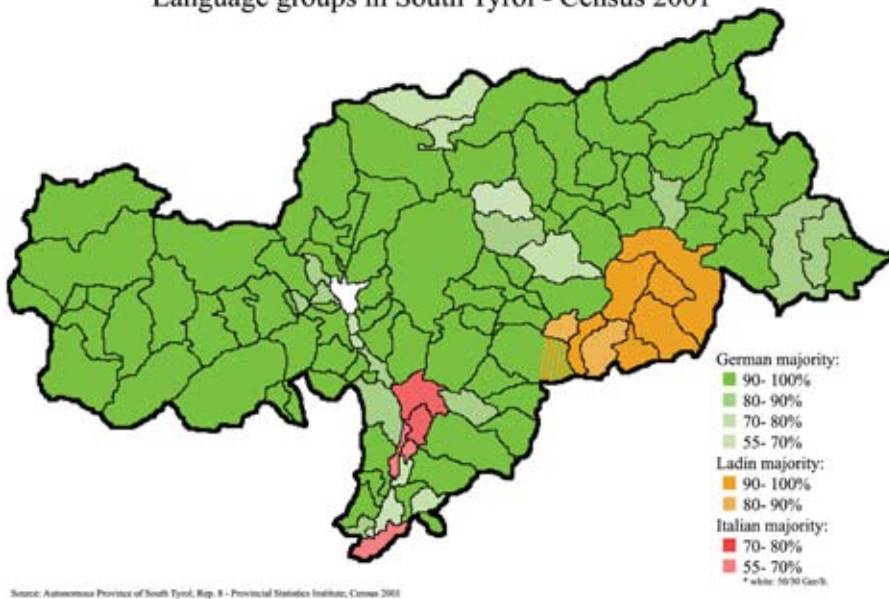 Language groups in South Tyrol - Census 2001
German majority:
90- 100%
80- 90%
70- 80%
55- 70%
Ladin majority:
90- 100%
80- 90%
Italian majority:
70- 80%
55- 70%
* white: 50/50 Ger/It.
Source: Autonomous Province of South Tyrol; Rep. 8 - Provincial Statistics Institute; Census 2001